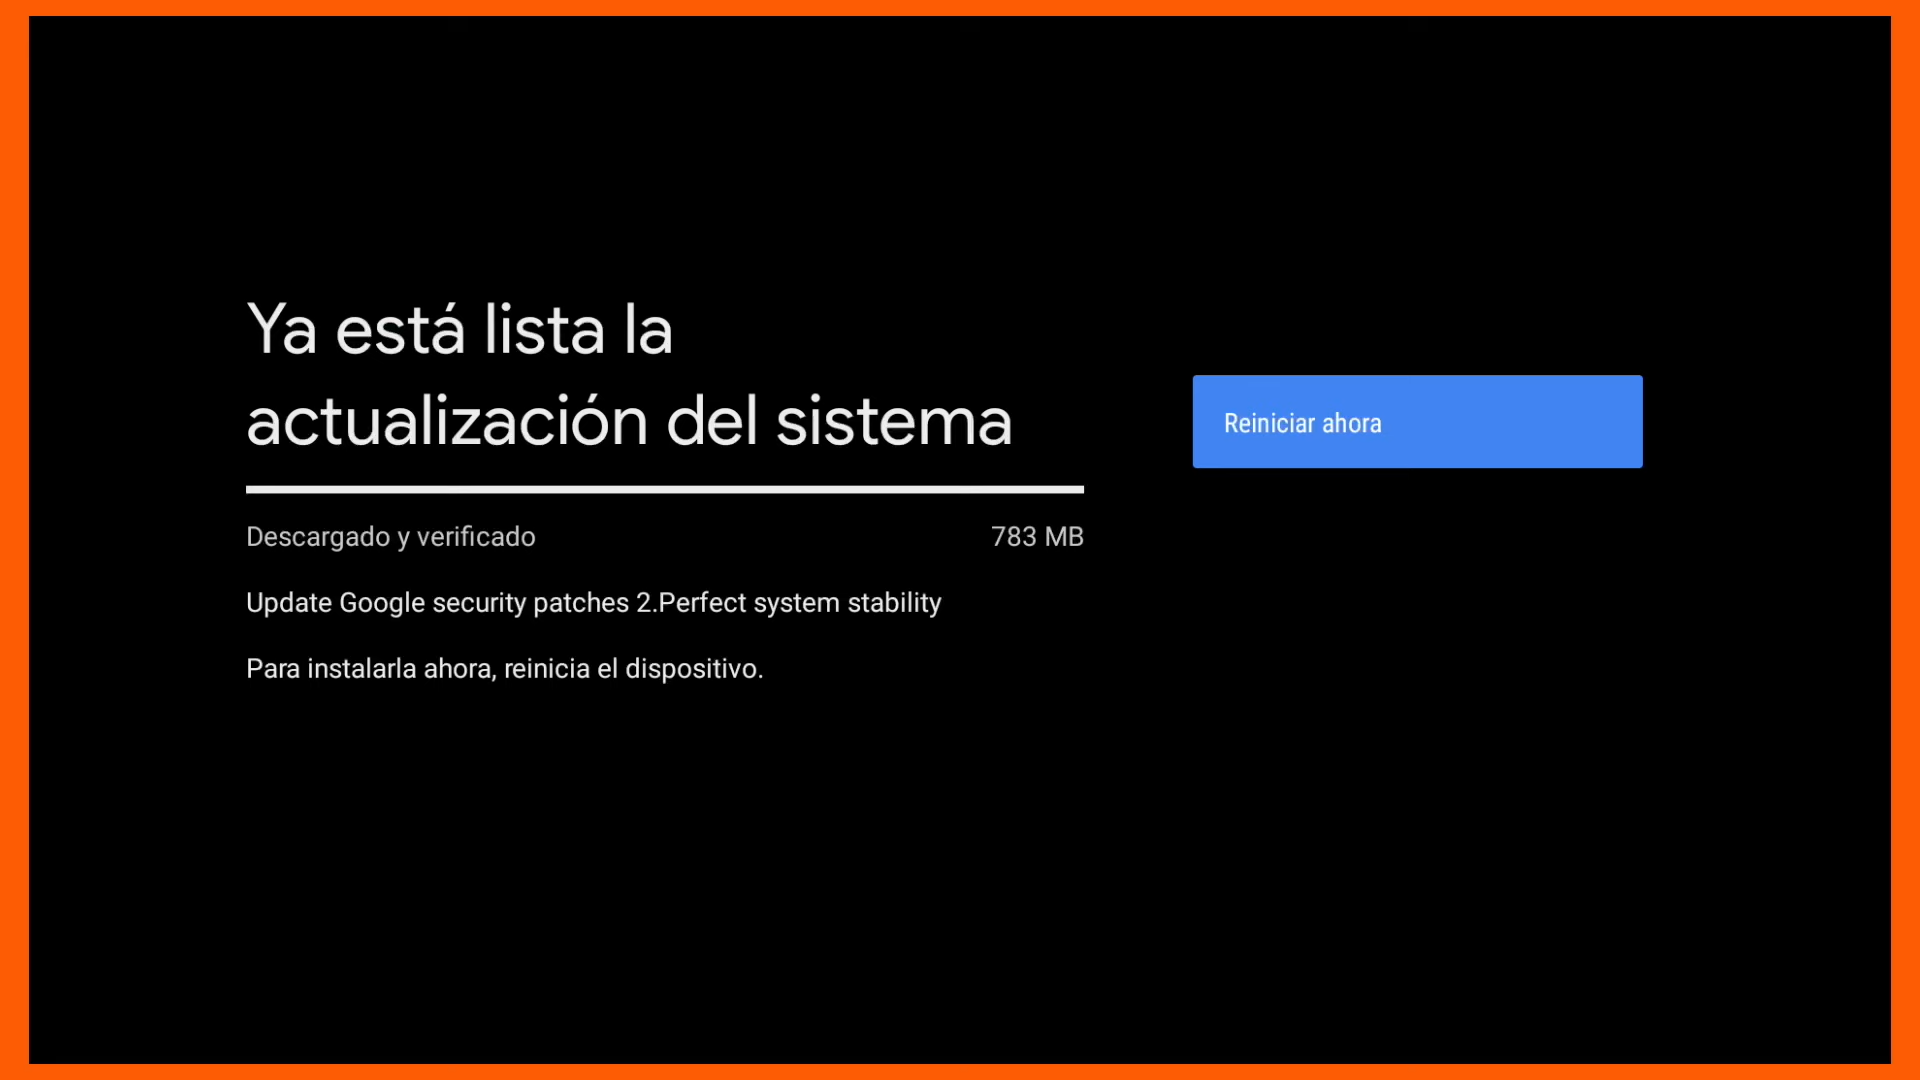 Ya está lista la
actualización del sistema
Reiniciar ahora
Descargado y verificado 783 MB
Update Google security patches 2.Perfect system stability
Para instalarla ahora, reinicia el dispositivo.